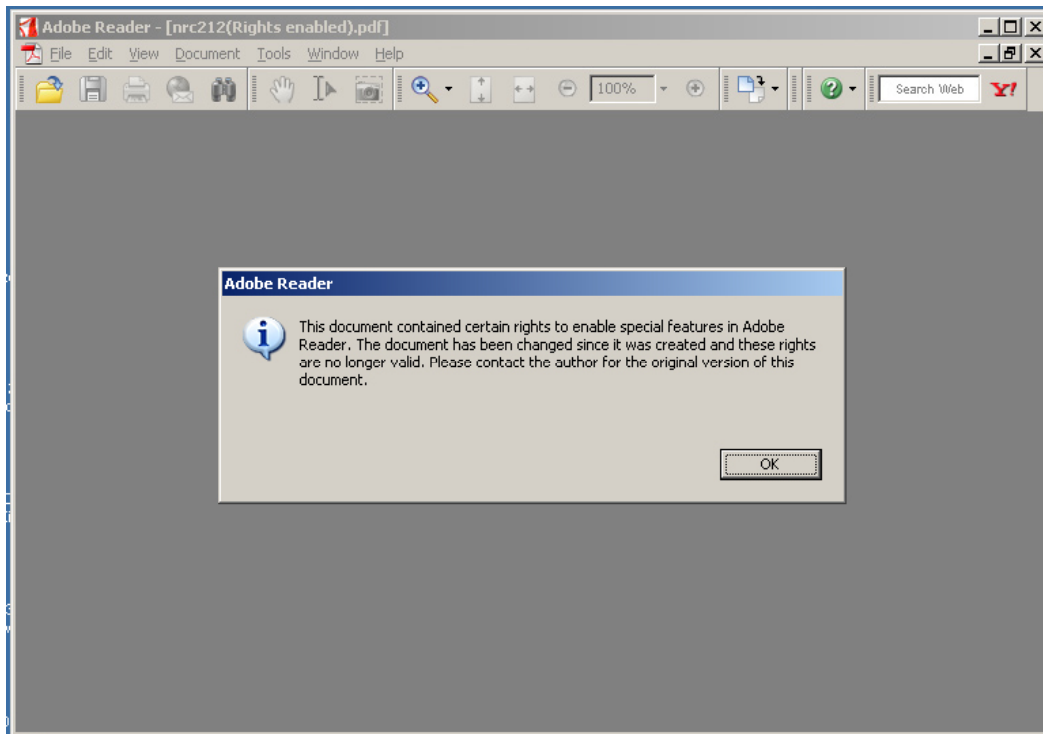 Adobe Reader - [nrc212(Rights enabled).pdf]
File Edit View Document Tools Window Help
100% Search Web Y!
Adobe Reader
This document contained certain rights to enable special features in Adobe
Reader. The document has been changed since it was created and these rights
are no longer valid. Please contact the author for the original version of this
document.
OK